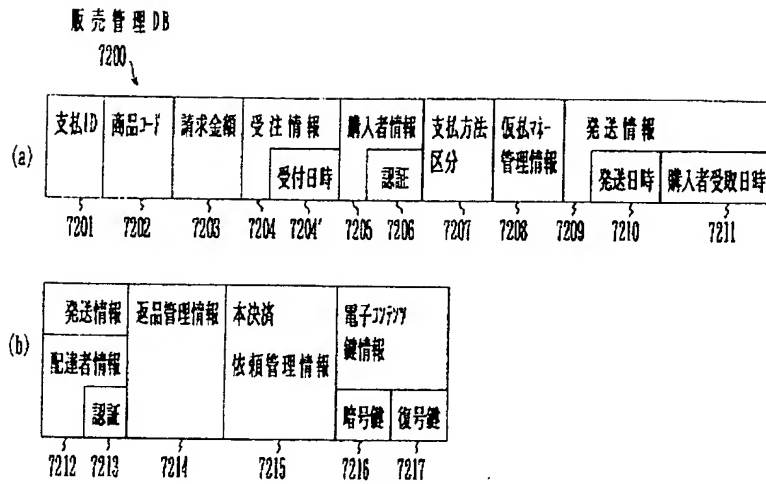 販売管理DB
7200
(a)
支払ID 商品コード 請求金額 受注情報 購入者情報 支払方法 仮払マネー 発送情報
区分 管理情報
受付日時 認証 発送日時 購入者受取日時
7201 7202 7203 7204 7204' 7205 7206 7207 7208 7209 7210 7211
(b)
発送情報 返品管理情報 本決済 電子コンテンツ
鍵情報
配達者情報 依頼管理情報
認証 暗号鍵 復号鍵
7212 7213 7214 7215 7216 7217